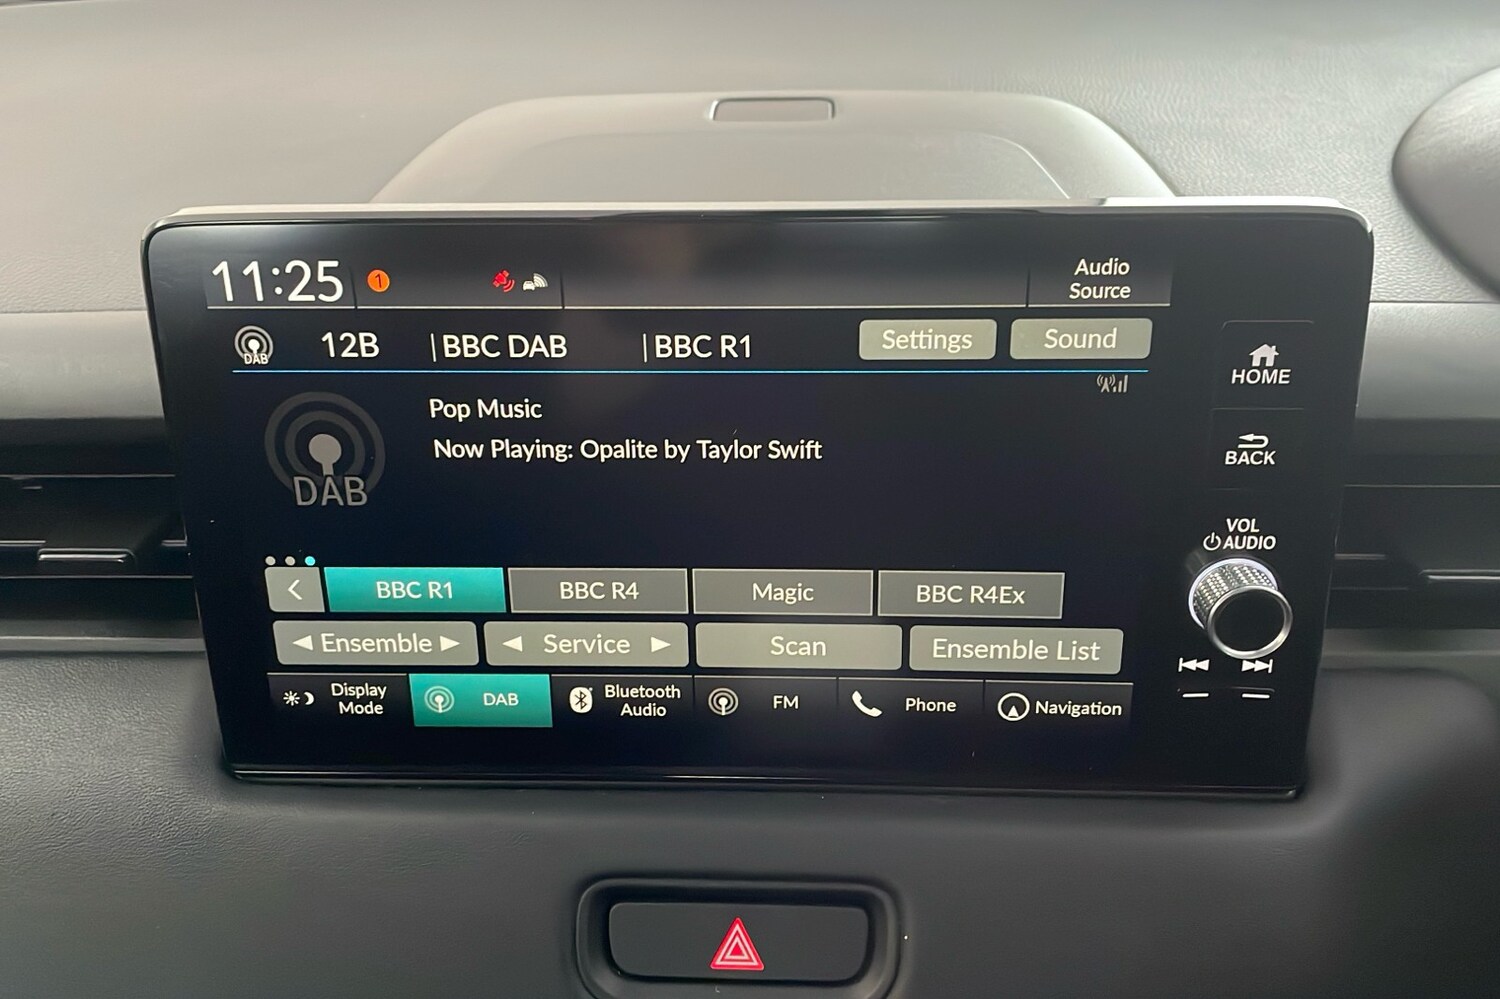 11:25
1
Audio
Source
DAB
12B
|BBC DAB
|BBC R1
Settings
Sound
HOME
Pop Music
Now Playing: Opalite by Taylor Swift
DAB
BACK
VOL
AUDIO
BBC R1
BBC R4
Magic
BBC R4Ex
Ensemble
Service
Scan
Ensemble List
Display
Mode
DAB
Bluetooth
Audio
FM
Phone
Navigation